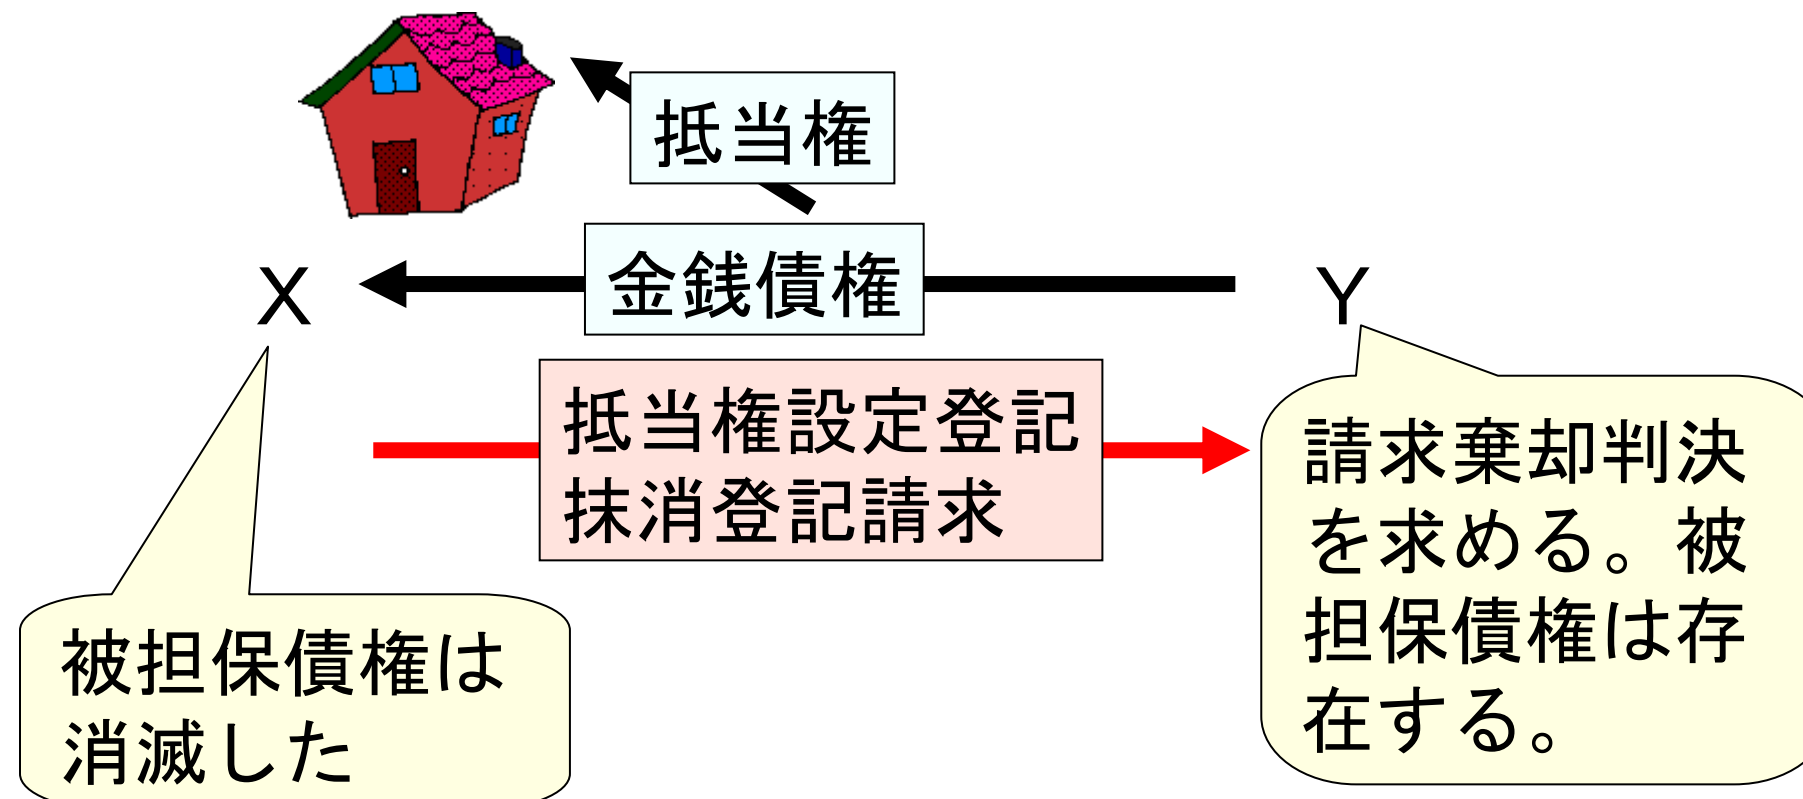 抵当権
金銭債権
X
Y
抵当権設定登記
抹消登記請求
請求棄却判決
を求める。被
担保債権は存
在する。
被担保債権は
消滅した